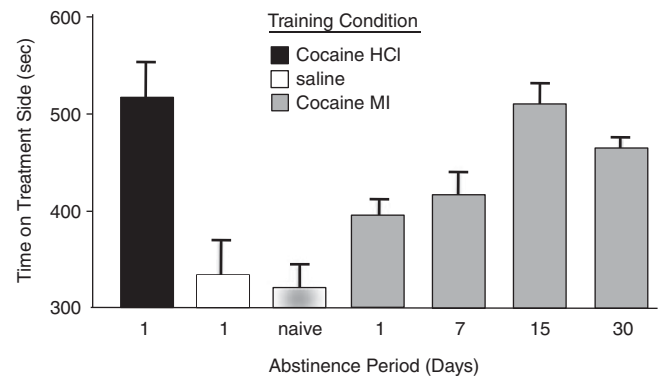 600
500
400
300
Time on Treatment Side (sec)
Training Condition
Cocaine HCl
saline
Cocaine MI
1 1 naive 1 7 15 30
Abstinence Period (Days)